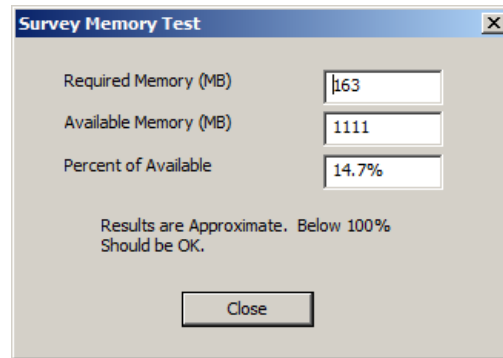 Survey Memory Test
Required Memory (MB) 163
Available Memory (MB) 1111
Percent of Available 14.7%
Results are Approximate. Below 100%
Should be OK.
Close